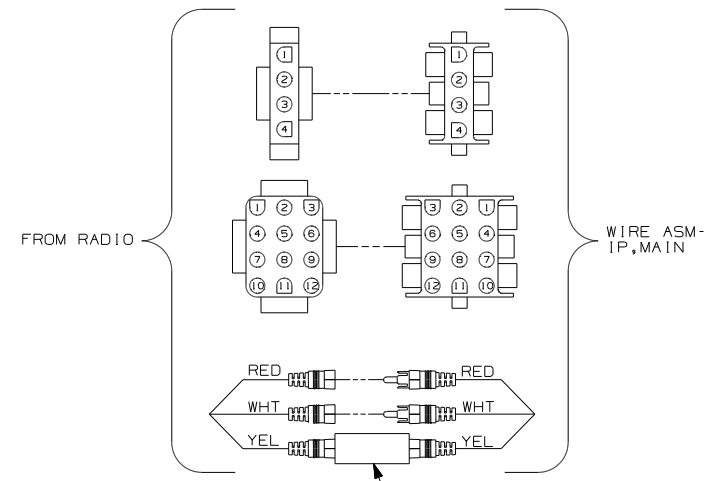 1
2
3
4
1
2
3
4
1 2 3
4 5 6
7 8 9
10 11 12
3 2 1
6 5 4
9 8 7
12 11 10
FROM RADIO
WIRE ASM-
IP,MAIN
RED RED
WHT WHT
YEL YEL